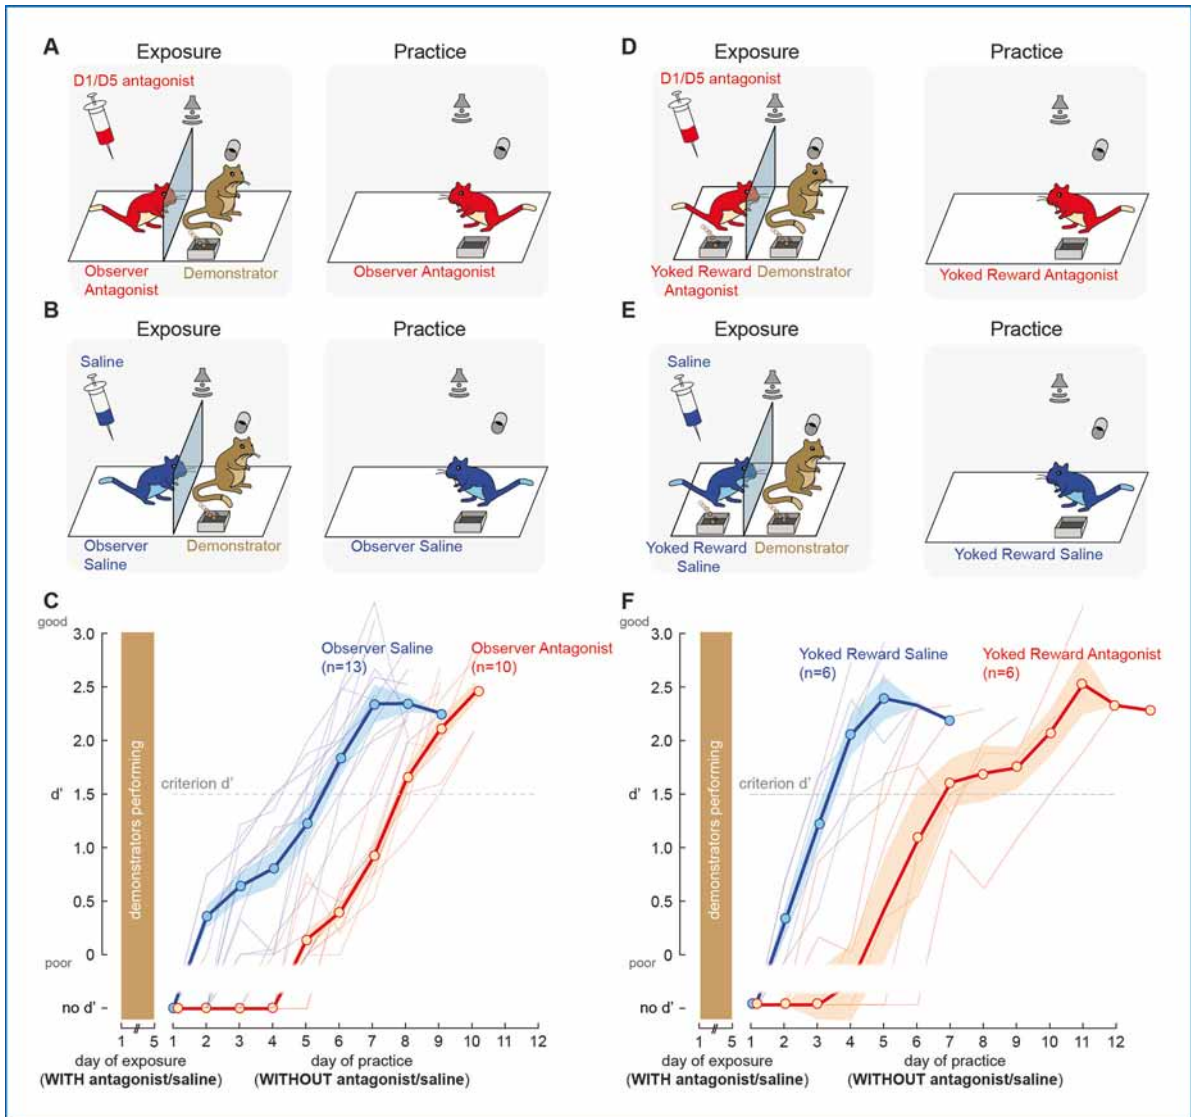 A
Exposure
Practice
D1/D5 antagonist
Observer
Antagonist
Demonstrator
Observer Antagonist
B
Exposure
Practice
Saline
Observer
Saline
Demonstrator
Observer Saline
C
good
3.0
2.5
2.0
d'
1.5
1.0
0.5
0
poor
no d'
demonstrators performing
criterion d'
Observer Saline
(n=13)
Observer Antagonist
(n=10)
1 5 1 2 3 4 5 6 7 8 9 10 11 12
day of exposure
(WITH antagonist/saline)
day of practice
(WITHOUT antagonist/saline)
D
Exposure
Practice
D1/D5 antagonist
Yoked Reward
Antagonist
Demonstrator
Yoked Reward Antagonist
E
Exposure
Practice
Saline
Yoked Reward
Saline
Demonstrator
Yoked Reward Saline
F
good
3.0
2.5
2.0
d'
1.5
1.0
0.5
0
poor
no d'
demonstrators performing
criterion d'
Yoked Reward Saline
(n=6)
Yoked Reward Antagonist
(n=6)
1 5 1 2 3 4 5 6 7 8 9 10 11 12 13
day of exposure
(WITH antagonist/saline)
day of practice
(WITHOUT antagonist/saline)